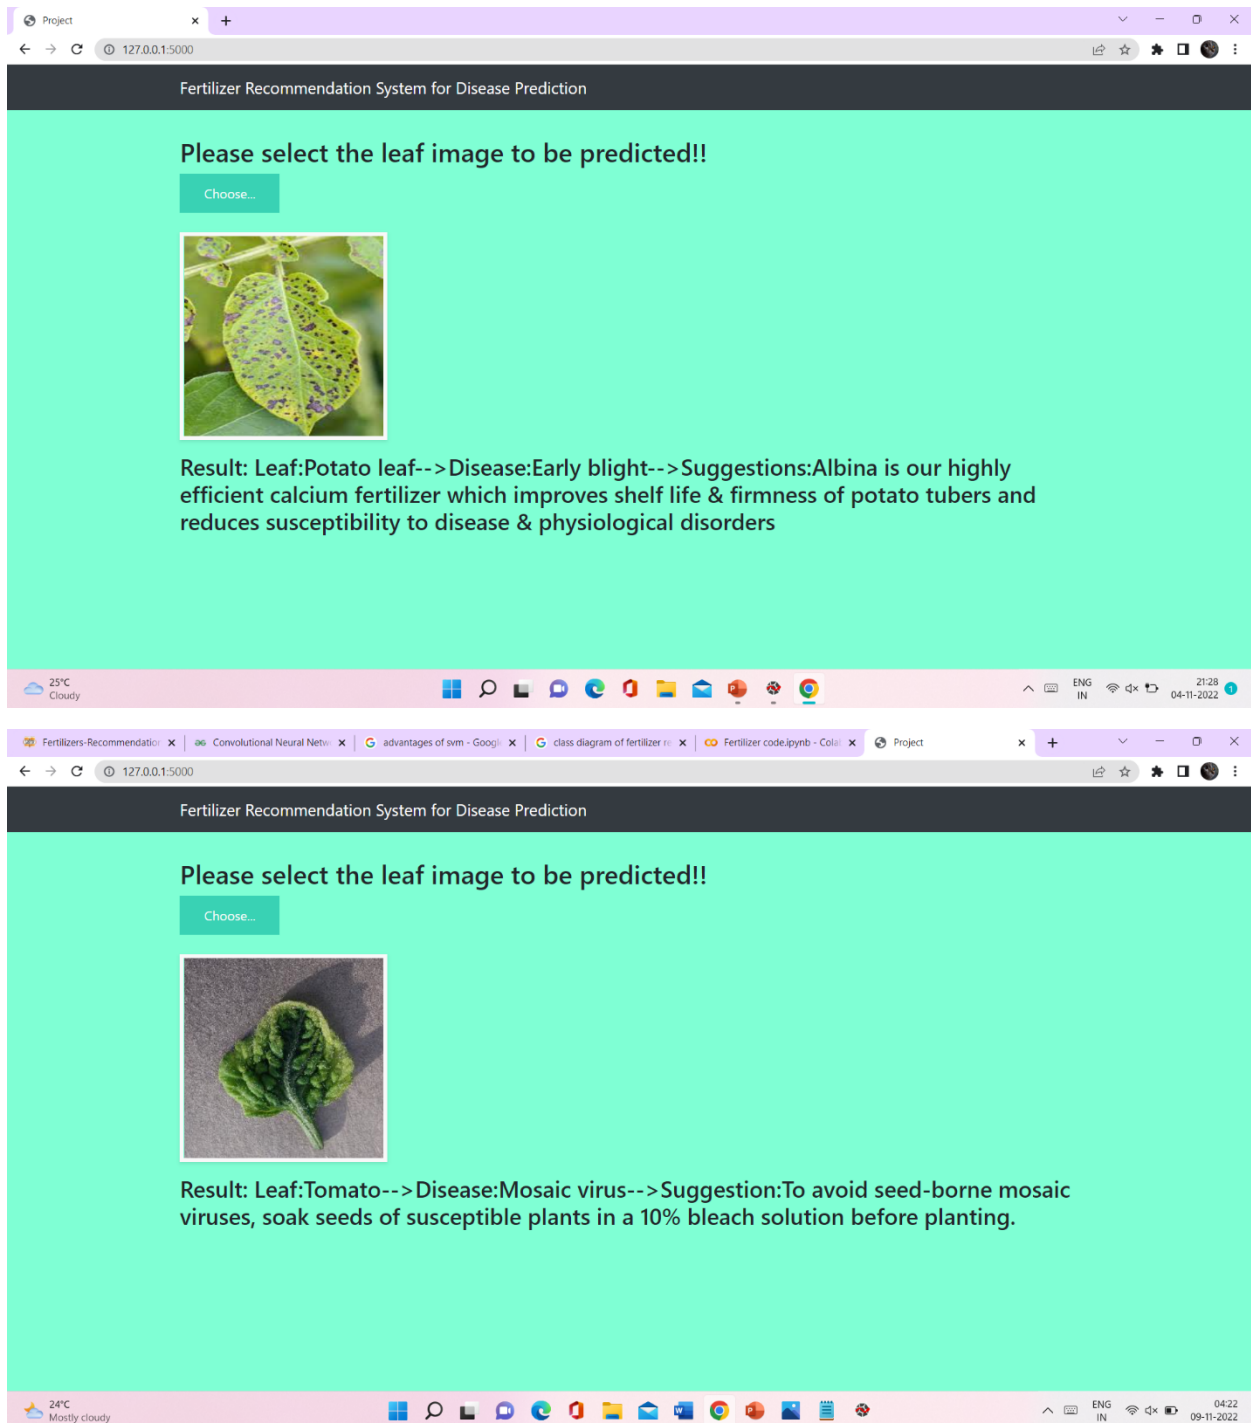 Project
127.0.0.1:5000
Fertilizer Recommendation System for Disease Prediction
Please select the leaf image to be predicted!!
Choose...
Result: Leaf:Potato leaf-->Disease:Early blight-->Suggestions:Albina is our highly
efficient calcium fertilizer which improves shelf life & firmness of potato tubers and
reduces susceptibility to disease & physiological disorders
25°C
Cloudy
ENG
IN
21:28
04-11-2022
1
Fertilizers-Recommendation
Convolutional Neural Netw
advantages of svm - Googl
class diagram of fertilizer re
Fertilizer code.ipynb - Colal
Project
127.0.0.1:5000
Fertilizer Recommendation System for Disease Prediction
Please select the leaf image to be predicted!!
Choose...
Result: Leaf:Tomato-->Disease:Mosaic virus-->Suggestion:To avoid seed-borne mosaic
viruses, soak seeds of susceptible plants in a 10% bleach solution before planting.
24°C
Mostly cloudy
ENG
IN
04:22
09-11-2022